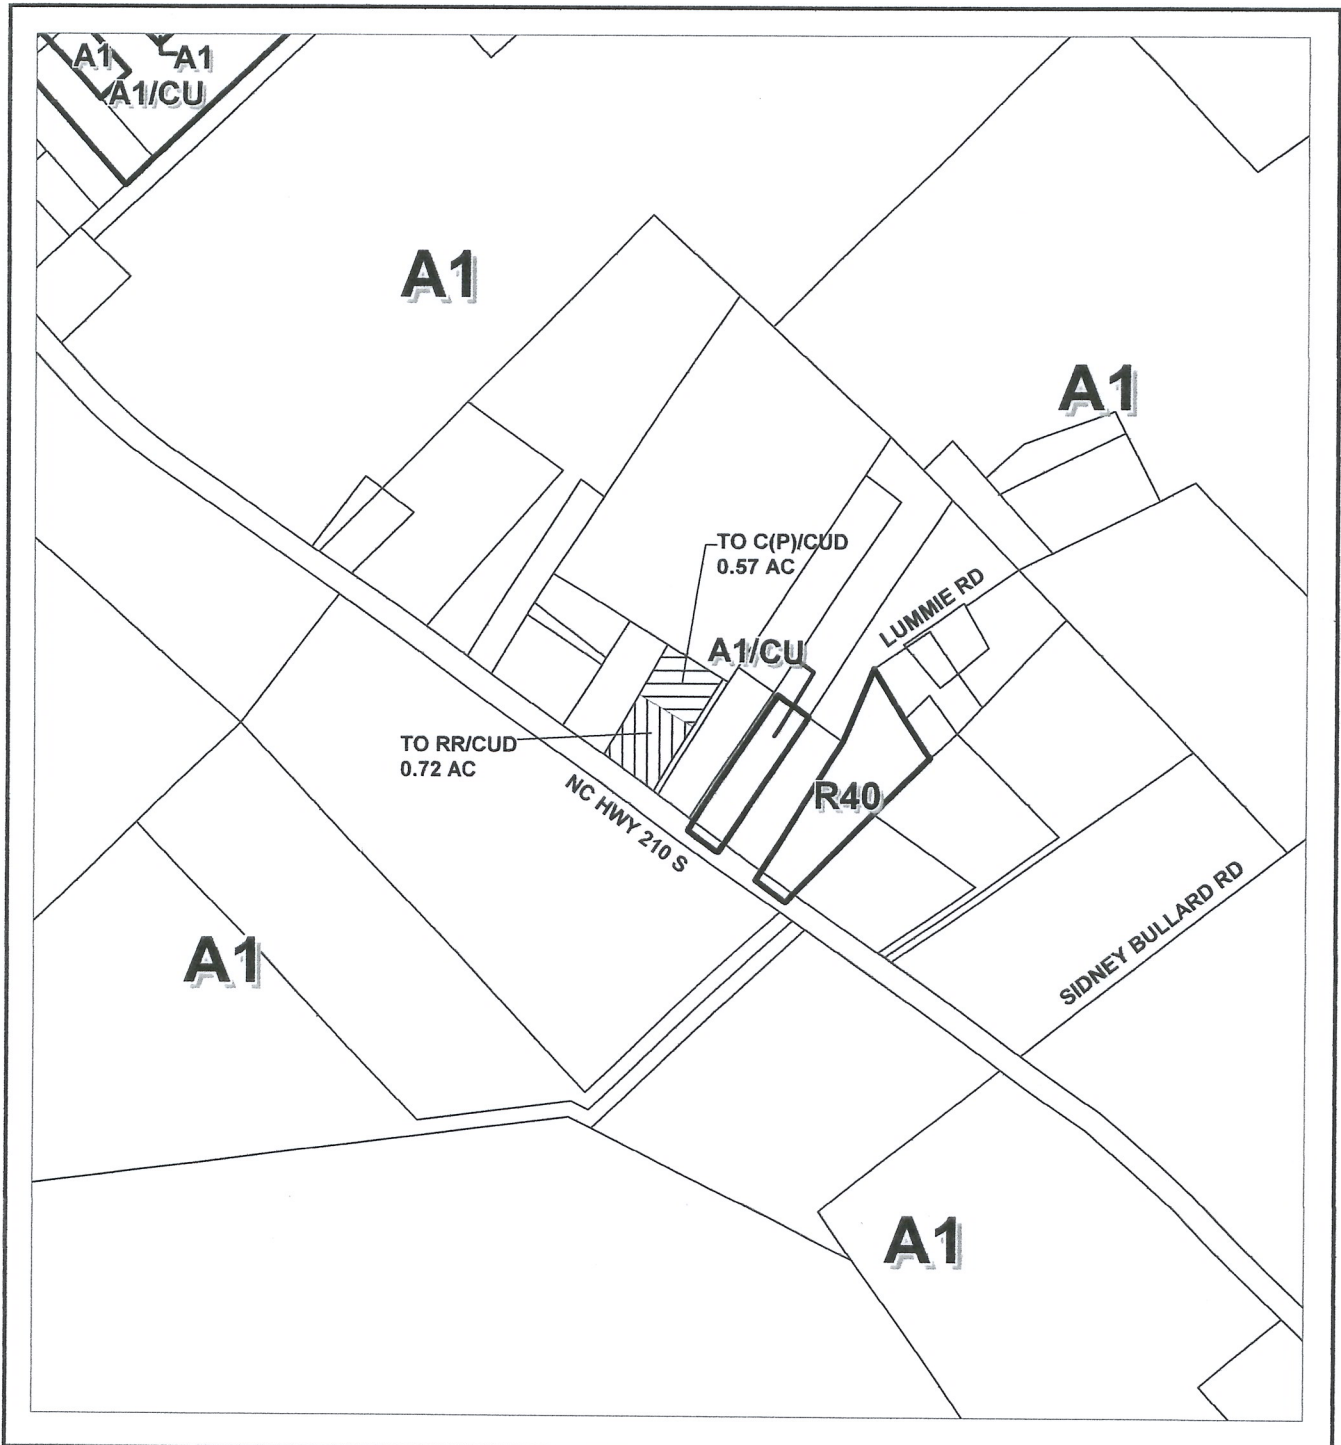 A1
A1
A1/CU
A1
A1
TO C(P)/CUD
0.57 AC
LUMMIE RD
A1/CU
TO RR/CUD
0.72 AC
NC HWY 210 S
R40
SIDNEY BULLARD RD
A1
A1